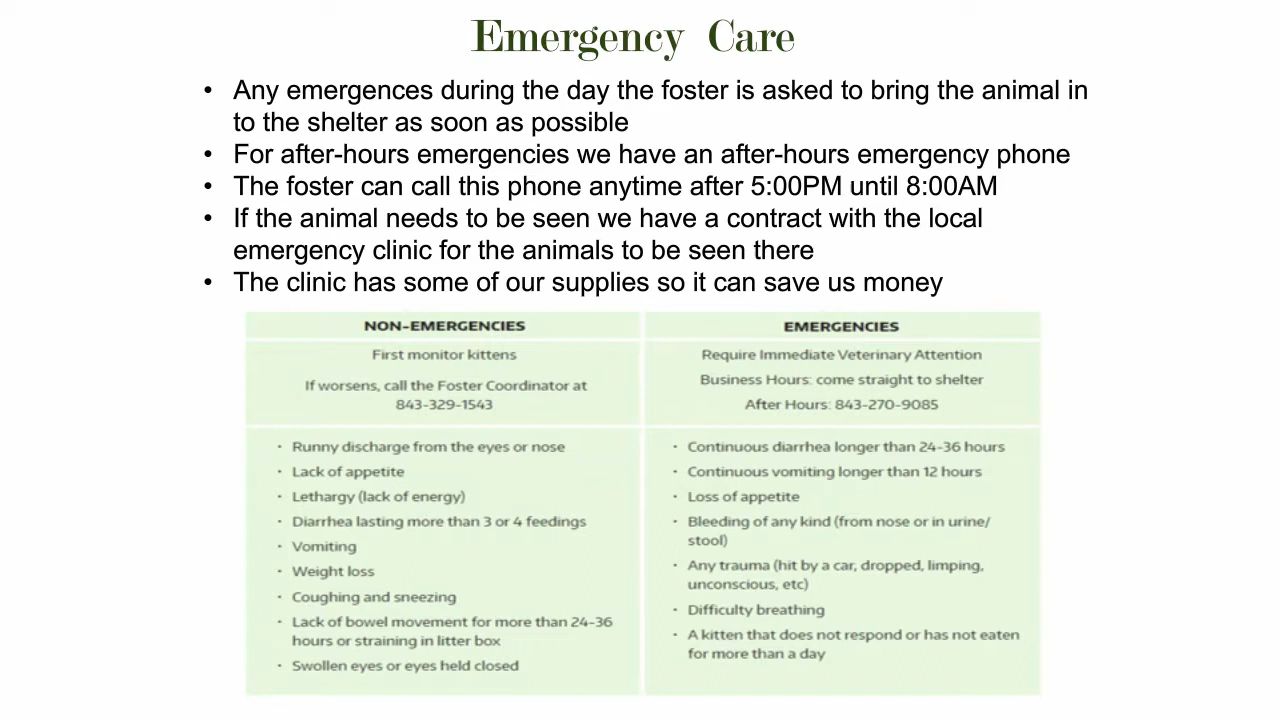 Emergency Care
• Any emergences during the day the foster is asked to bring the animal in
to the shelter as soon as possible
• For after-hours emergencies we have an after-hours emergency phone
• The foster can call this phone anytime after 5:00PM until 8:00AM
• If the animal needs to be seen we have a contract with the local
emergency clinic for the animals to be seen there
• The clinic has some of our supplies so it can save us money
NON-EMERGENCIES
First monitor kittens
If worsens, call the Foster Coordinator at
843-329-1543
• Runny discharge from the eyes or nose
• Lack of appetite
• Lethargy (lack of energy)
• Diarrhea lasting more than 3 or 4 feedings
• Vomiting
• Weight loss
• Coughing and sneezing
• Lack of bowel movement for more than 24-36
hours or straining in litter box
• Swollen eyes or eyes held closed
EMERGENCIES
Require Immediate Veterinary Attention
Business Hours: come straight to shelter
After Hours: 843-270-9085
• Continuous diarrhea longer than 24-36 hours
• Continuous vomiting longer than 12 hours
• Loss of appetite
• Bleeding of any kind (from nose or in urine/
stool)
• Any trauma (hit by a car, dropped, limping,
unconscious, etc)
• Difficulty breathing
• A kitten that does not respond or has not eaten
for more than a day